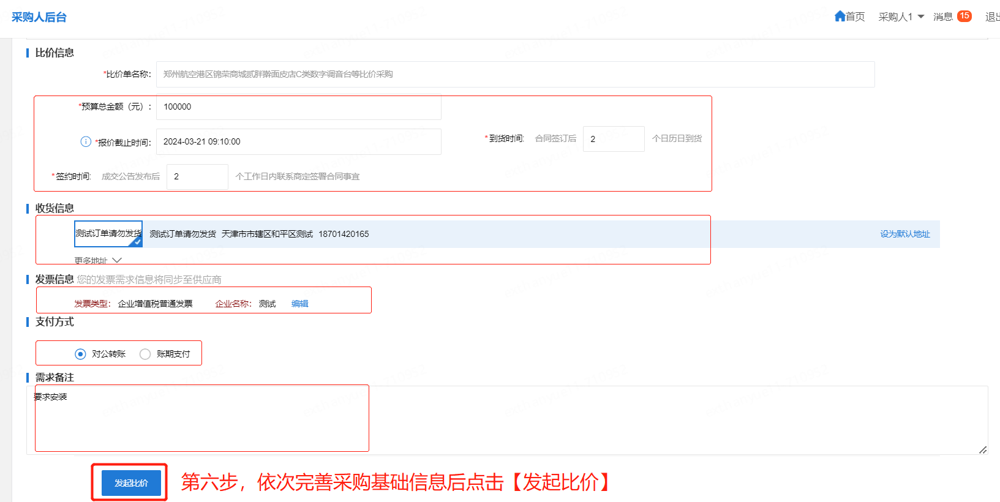 采购人后台
首页 采购人1 消息 15 退出
比价信息
*比价单名称： 郑州航空港区锦荣商城贰胖擀面皮店C类数字调音台等比价采购
*预算总金额（元）： 100000
*报价截止时间： 2024-03-21 09:10:00 *到货时间: 合同签订后 2 个日历日到货
*签约时间: 成交公告发布后 2 个工作日内联系商定签署合同事宜
收货信息
测试订单请勿发货 测试订单请勿发货 天津市市辖区和平区测试 18701420165 设为默认地址
更多地址
发票信息 您的发票需求信息将同步至供应商
发票类型： 企业增值税普通发票 企业名称： 测试 编辑
支付方式
对公转账 账期支付
需求备注
要求安装
发起比价 第六步，依次完善采购基础信息后点击【发起比价】